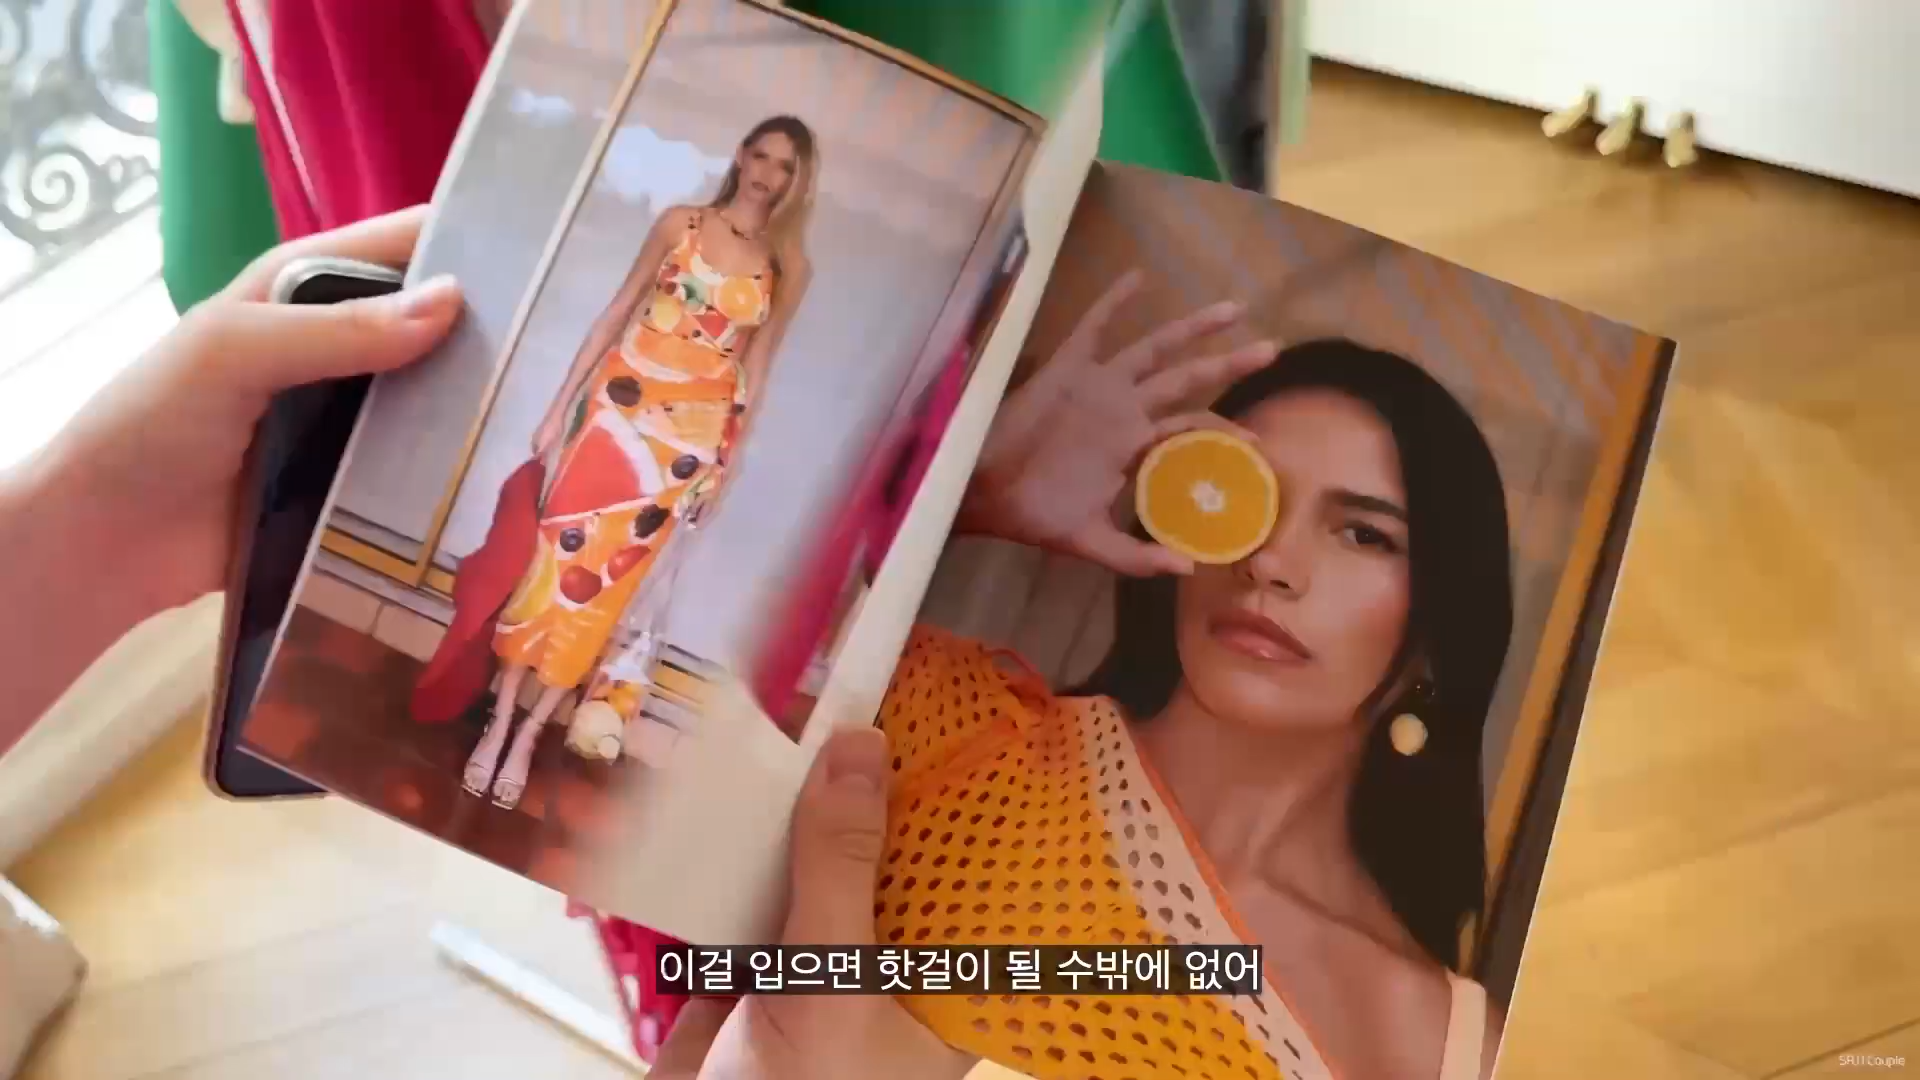 이걸 입으면 핫걸이 될 수밖에 없어